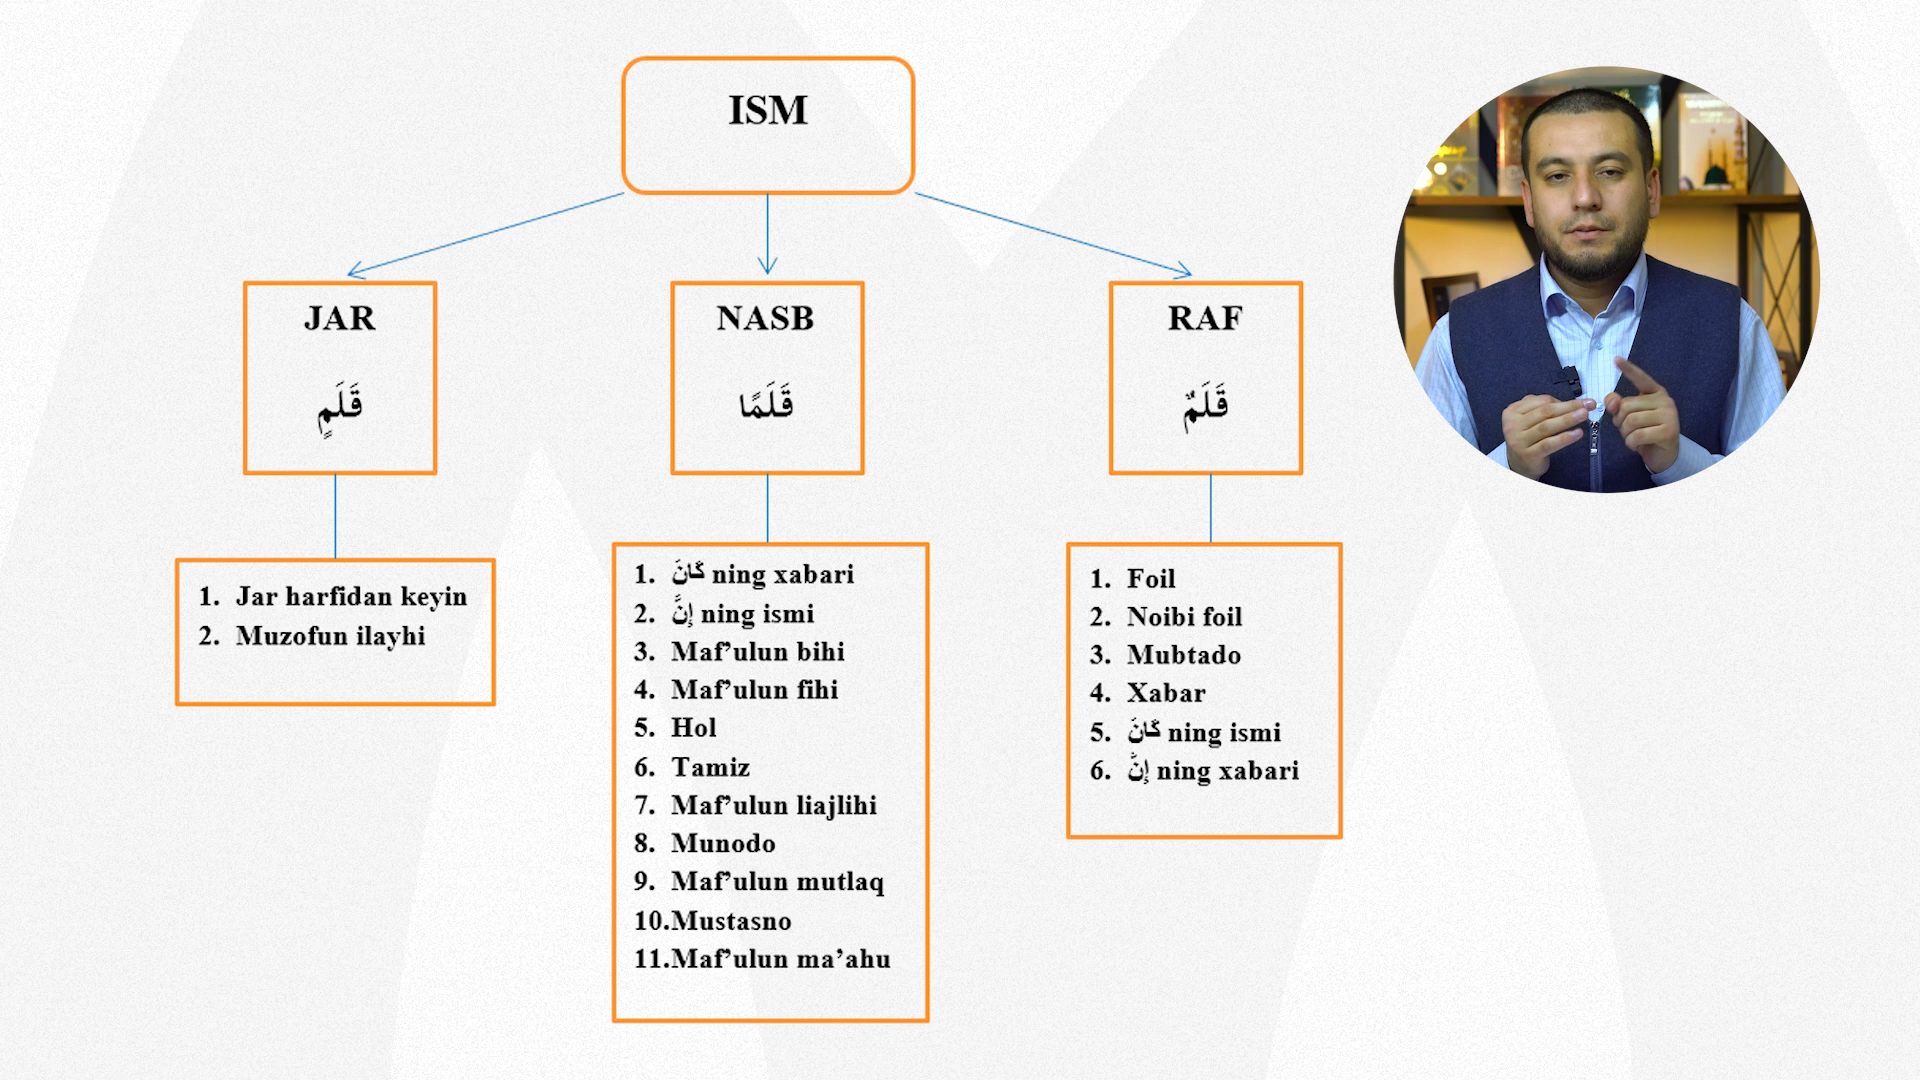 ISM
JAR
قَلَمٍ
1. Jar harfidan keyin
2. Muzofun ilayhi
NASB
قَلَمًا
1. كَانَ ning xabari
2. إِنَّ ning ismi
3. Maf’ulun bihi
4. Maf’ulun fihi
5. Hol
6. Tamiz
7. Maf’ulun liajlihi
8. Munodo
9. Maf’ulun mutlaq
10.Mustasno
11.Maf’ulun ma’ahu
RAF
قَلَمٌ
1. Foil
2. Noibi foil
3. Mubtado
4. Xabar
5. كَانَ ning ismi
6. إِنَّ ning xabari